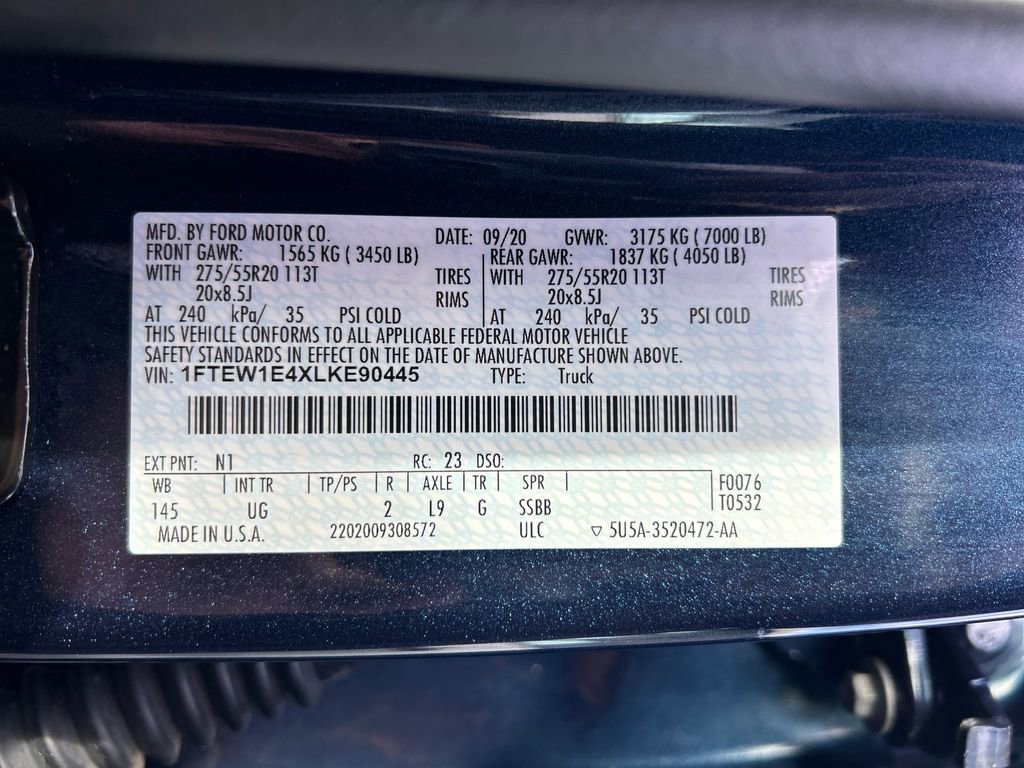 MFD. BY FORD MOTOR CO. DATE: 09/20 GVWR: 3175 KG ( 7000 LB)
FRONT GAWR: 1565 KG ( 3450 LB) REAR GAWR: 1837 KG ( 4050 LB)
WITH 275/55R20 113T TIRES WITH 275/55R20 113T TIRES
20x8.5J RIMS 20x8.5J RIMS
AT 240 kPa/ 35 PSI COLD AT 240 kPa/ 35 PSI COLD
THIS VEHICLE CONFORMS TO ALL APPLICABLE FEDERAL MOTOR VEHICLE
SAFETY STANDARDS IN EFFECT ON THE DATE OF MANUFACTURE SHOWN ABOVE.
VIN: 1FTEW1E4XLKE90445 TYPE: Truck
EXT PNT: N1 RC: 23 DSO:
WB INT TR TP/PS R AXLE TR SPR F0076
145 UG 2 L9 G SSBB T0532
MADE IN U.S.A. 2202009308572 ULC ▽ 5U5A-3520472-AA